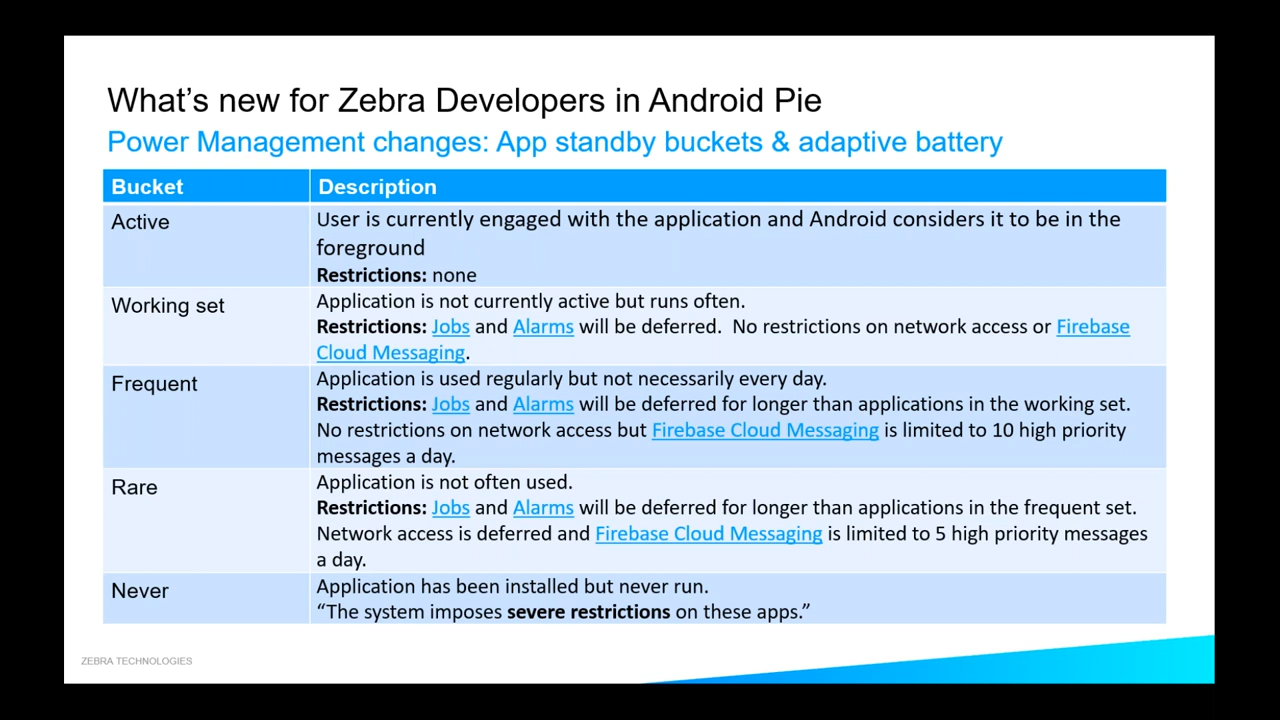 What's new for Zebra Developers in Android Pie
Power Management changes: App standby buckets & adaptive battery
Bucket
Description
Active
User is currently engaged with the application and Android considers it to be in the
foreground
Restrictions: none
Working set
Application is not currently active but runs often.
Restrictions: Jobs and Alarms will be deferred.  No restrictions on network access or Firebase
Cloud Messaging.
Frequent
Application is used regularly but not necessarily every day.
Restrictions: Jobs and Alarms will be deferred for longer than applications in the working set.
No restrictions on network access but Firebase Cloud Messaging is limited to 10 high priority
messages a day.
Rare
Application is not often used.
Restrictions: Jobs and Alarms will be deferred for longer than applications in the frequent set.
Network access is deferred and Firebase Cloud Messaging is limited to 5 high priority messages
a day.
Never
Application has been installed but never run.
“The system imposes severe restrictions on these apps.”
ZEBRA TECHNOLOGIES